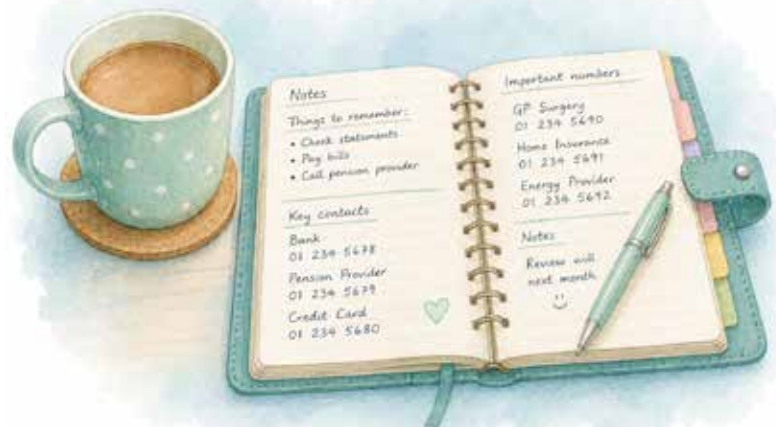 Notes
Things to remember:
• Check statements
• Pay bills
• Call pension provider
Key contacts
Bank
01 234 5678
Pension Provider
01 234 5679
Credit Card
01 234 5680
Important numbers
GP Surgery
01 234 5690
Home Insurance
01 234 5691
Energy Provider
01 234 5692
Notes
Review will
next month